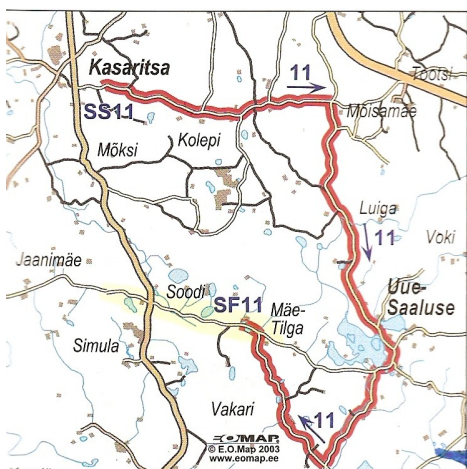 Kasaritsa
11
Tootsi
SS11
Mõisamäe
Kolepi
Mõksi
Luiga
11
Voki
Jaanimäe
Soodi
Uue-
Saaluse
SF11
Mäe-
Tilga
Simula
Vakari
11
E.O.MAP
© E.O.Map 2003
www.eomap.ee